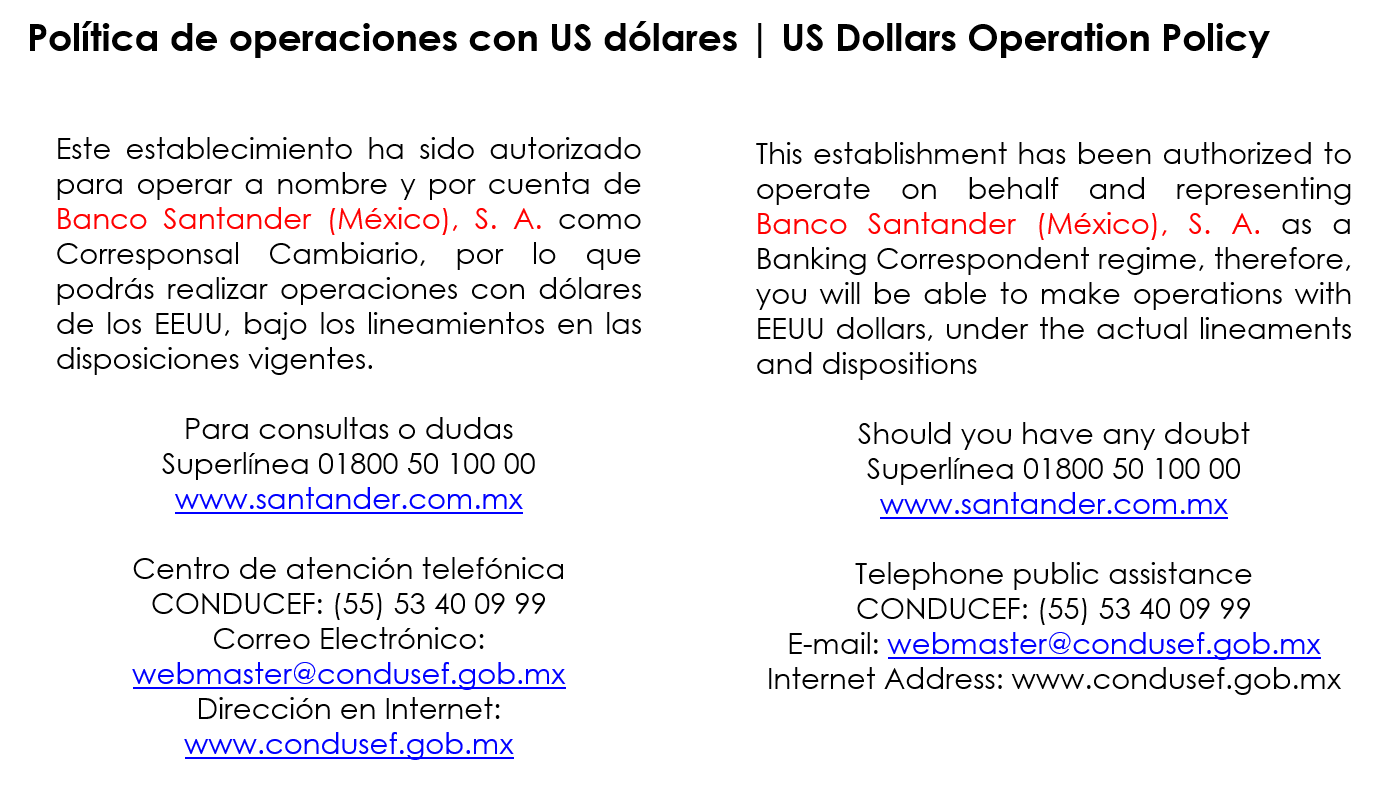 Política de operaciones con US dólares | US Dollars Operation Policy
Este establecimiento ha sido autorizado
para operar a nombre y por cuenta de
Banco Santander (México), S. A. como
Corresponsal Cambiario, por lo que
podrás realizar operaciones con dólares
de los EEUU, bajo los lineamientos en las
disposiciones vigentes.
Para consultas o dudas
Superlínea 01800 50 100 00
www.santander.com.mx
Centro de atención telefónica
CONDUCEF: (55) 53 40 09 99
Correo Electrónico:
webmaster@condusef.gob.mx
Dirección en Internet:
www.condusef.gob.mx
This establishment has been authorized to
operate on behalf and representing
Banco Santander (México), S. A. as a
Banking Correspondent regime, therefore,
you will be able to make operations with
EEUU dollars, under the actual lineaments
and dispositions
Should you have any doubt
Superlínea 01800 50 100 00
www.santander.com.mx
Telephone public assistance
CONDUCEF: (55) 53 40 09 99
E-mail: webmaster@condusef.gob.mx
Internet Address: www.condusef.gob.mx